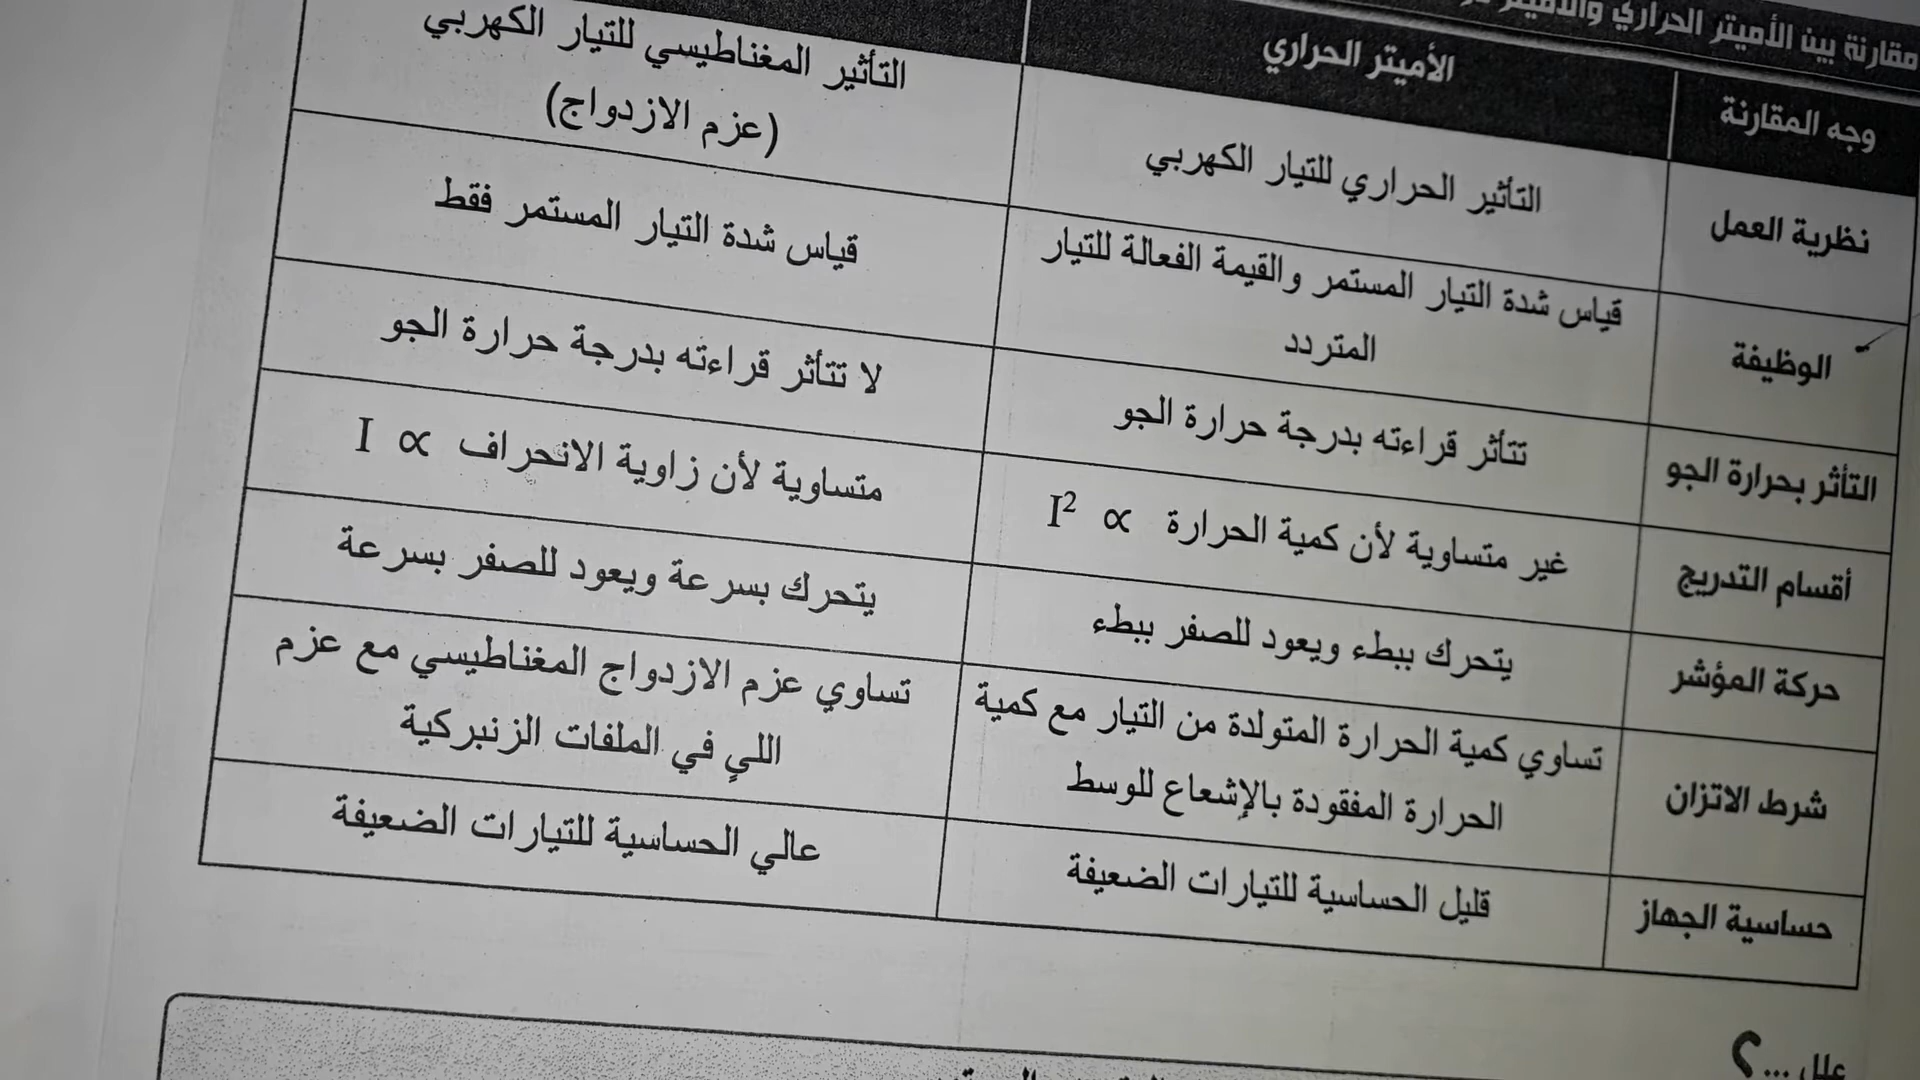 مقارنة بين الأميتر الحراري والأميتر
وجه المقارنة
الأميتر الحراري
نظرية العمل
التأثير الحراري للتيار الكهربي
التأثير المغناطيسي للتيار الكهربي
(عزم الازدواج)
الوظيفة
قياس شدة التيار المستمر والقيمة الفعالة للتيار
المتردد
قياس شدة التيار المستمر فقط
التأثر بحرارة الجو
تتأثر قراءته بدرجة حرارة الجو
لا تتأثر قراءته بدرجة حرارة الجو
أقسام التدريج
غير متساوية لأن كمية الحرارة ∝ I²
متساوية لأن زاوية الانحراف ∝ I
حركة المؤشر
يتحرك ببطء ويعود للصفر ببطء
يتحرك بسرعة ويعود للصفر بسرعة
شرط الاتزان
تساوي كمية الحرارة المتولدة من التيار مع كمية
الحرارة المفقودة بالإشعاع للوسط
تساوي عزم الازدواج المغناطيسي مع عزم
اللي في الملفات الزنبركية
حساسية الجهاز
قليل الحساسية للتيارات الضعيفة
عالي الحساسية للتيارات الضعيفة
علل ...؟